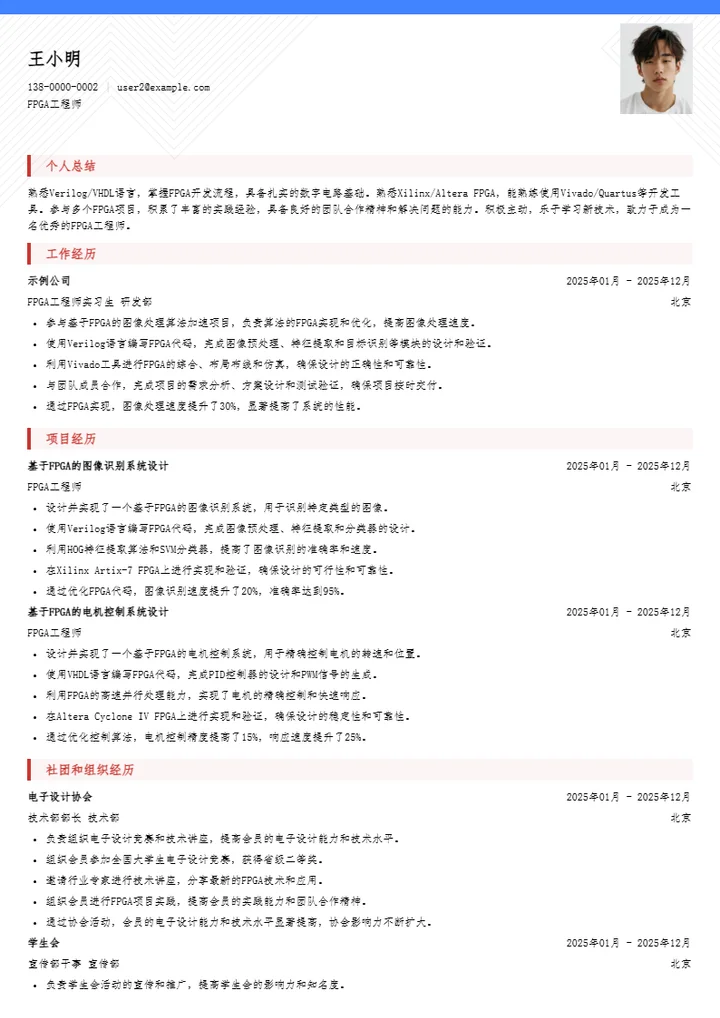 王小明
138-0000-0002 | user2@example.com
FPGA工程师
个人总结
熟悉Verilog/VHDL语言，掌握FPGA开发流程，具备扎实的数字电路基础。熟悉Xilinx/Altera FPGA，能熟练使用Vivado/Quartus等开发工
具。参与多个FPGA项目，积累了丰富的实践经验，具备良好的团队合作精神和解决问题的能力。积极主动，乐于学习新技术，致力于成为一
名优秀的FPGA工程师。
工作经历
示例公司 2025年01月 - 2025年12月
FPGA工程师实习生 研发部 北京
• 参与基于FPGA的图像处理算法加速项目，负责算法的FPGA实现和优化，提高图像处理速度。
• 使用Verilog语言编写FPGA代码，完成图像预处理、特征提取和目标识别等模块的设计和验证。
• 利用Vivado工具进行FPGA的综合、布局布线和仿真，确保设计的正确性和可靠性。
• 与团队成员合作，完成项目的需求分析、方案设计和测试验证，确保项目按时交付。
• 通过FPGA实现，图像处理速度提升了30%，显著提高了系统的性能。
项目经历
基于FPGA的图像识别系统设计 2025年01月 - 2025年12月
FPGA工程师 北京
• 设计并实现了一个基于FPGA的图像识别系统，用于识别特定类型的图像。
• 使用Verilog语言编写FPGA代码，完成图像预处理、特征提取和分类器的设计。
• 利用HOG特征提取算法和SVM分类器，提高了图像识别的准确率和速度。
• 在Xilinx Artix-7 FPGA上进行实现和验证，确保设计的可行性和可靠性。
• 通过优化FPGA代码，图像识别速度提升了20%，准确率达到95%。
基于FPGA的电机控制系统设计 2025年01月 - 2025年12月
FPGA工程师 北京
• 设计并实现了一个基于FPGA的电机控制系统，用于精确控制电机的转速和位置。
• 使用VHDL语言编写FPGA代码，完成PID控制器的设计和PWM信号的生成。
• 利用FPGA的高速并行处理能力，实现了电机的精确控制和快速响应。
• 在Altera Cyclone IV FPGA上进行实现和验证，确保设计的稳定性和可靠性。
• 通过优化控制算法，电机控制精度提高了15%，响应速度提升了25%。
社团和组织经历
电子设计协会 2025年01月 - 2025年12月
技术部部长 技术部 北京
• 负责组织电子设计竞赛和技术讲座，提高会员的电子设计能力和技术水平。
• 组织会员参加全国大学生电子设计竞赛，获得省级二等奖。
• 邀请行业专家进行技术讲座，分享最新的FPGA技术和应用。
• 组织会员进行FPGA项目实践，提高会员的实践能力和团队合作精神。
• 通过协会活动，会员的电子设计能力和技术水平显著提高，协会影响力不断扩大。
学生会 2025年01月 - 2025年12月
宣传部干事 宣传部 北京
• 负责学生会活动的宣传和推广，提高学生会的影响力和知名度。